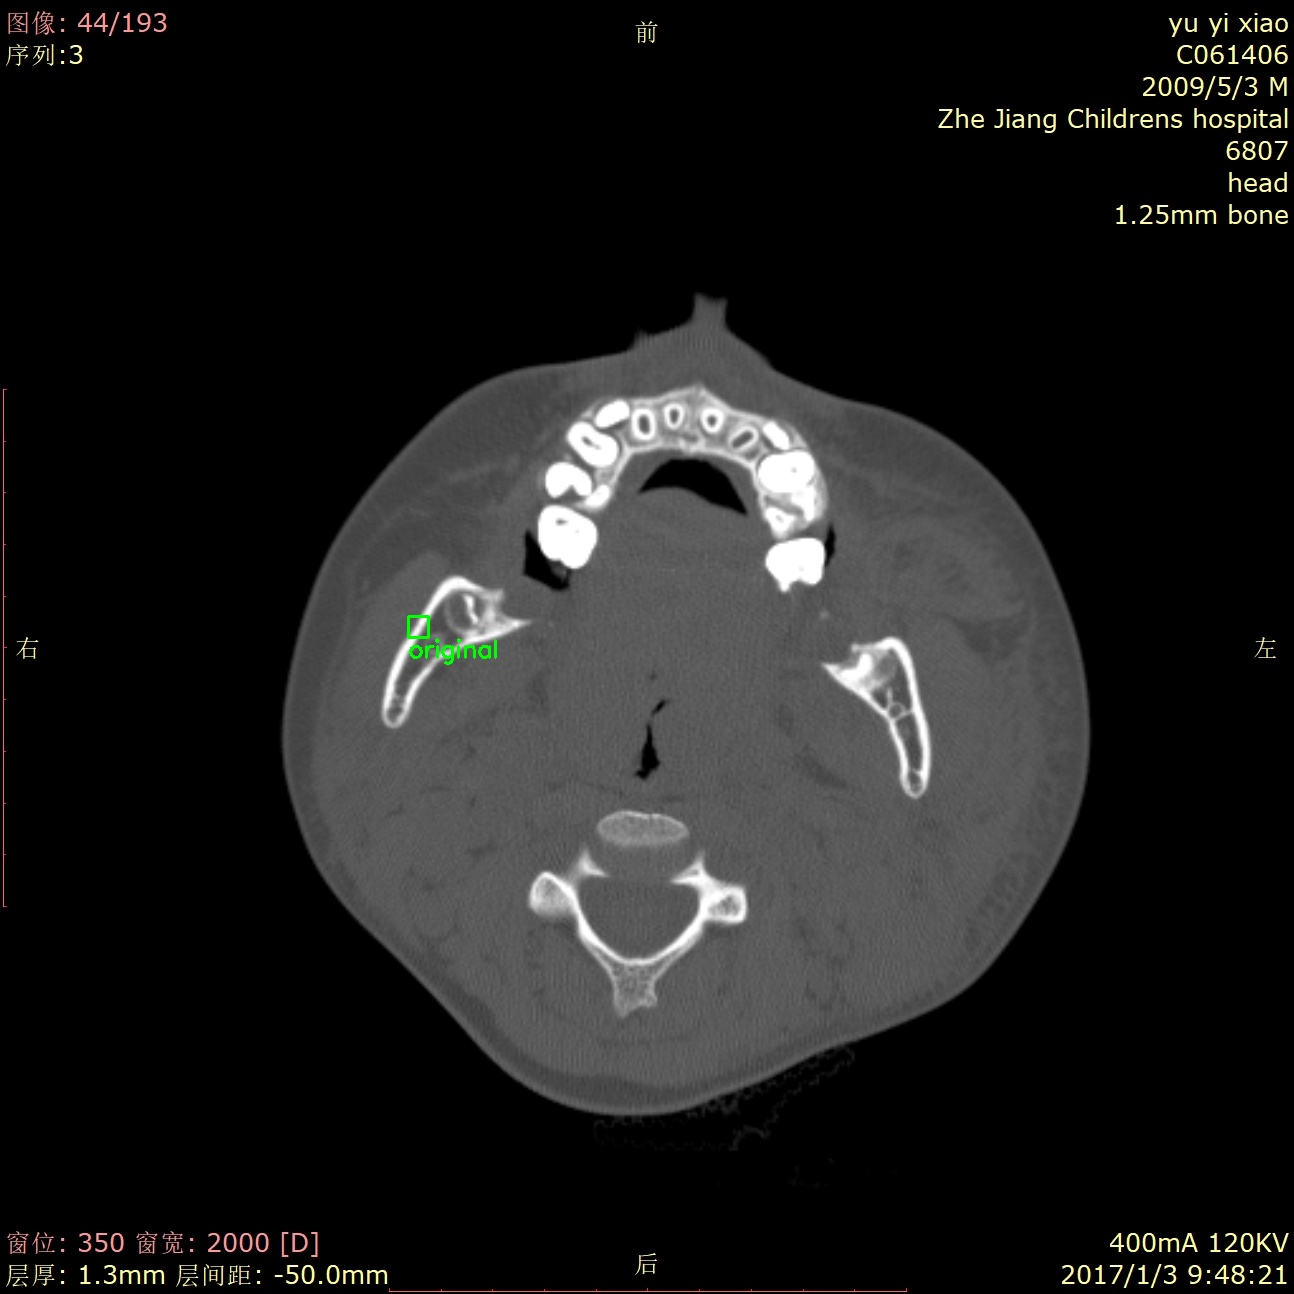 图像: 44/193
序列:3
前
yu yi xiao
C061406
2009/5/3 M
Zhe Jiang Childrens hospital
6807
head
1.25mm bone
右
original
左
窗位: 350 窗宽: 2000 [D]
层厚: 1.3mm 层间距: -50.0mm
后
400mA 120KV
2017/1/3 9:48:21